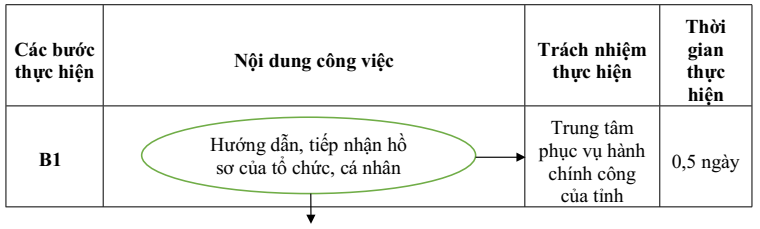 Các bước
thực hiện
Nội dung công việc
Trách nhiệm
thực hiện
Thời
gian
thực
hiện
B1
Hướng dẫn, tiếp nhận hồ
sơ của tổ chức, cá nhân
Trung tâm
phục vụ hành
chính công
của tỉnh
0,5 ngày